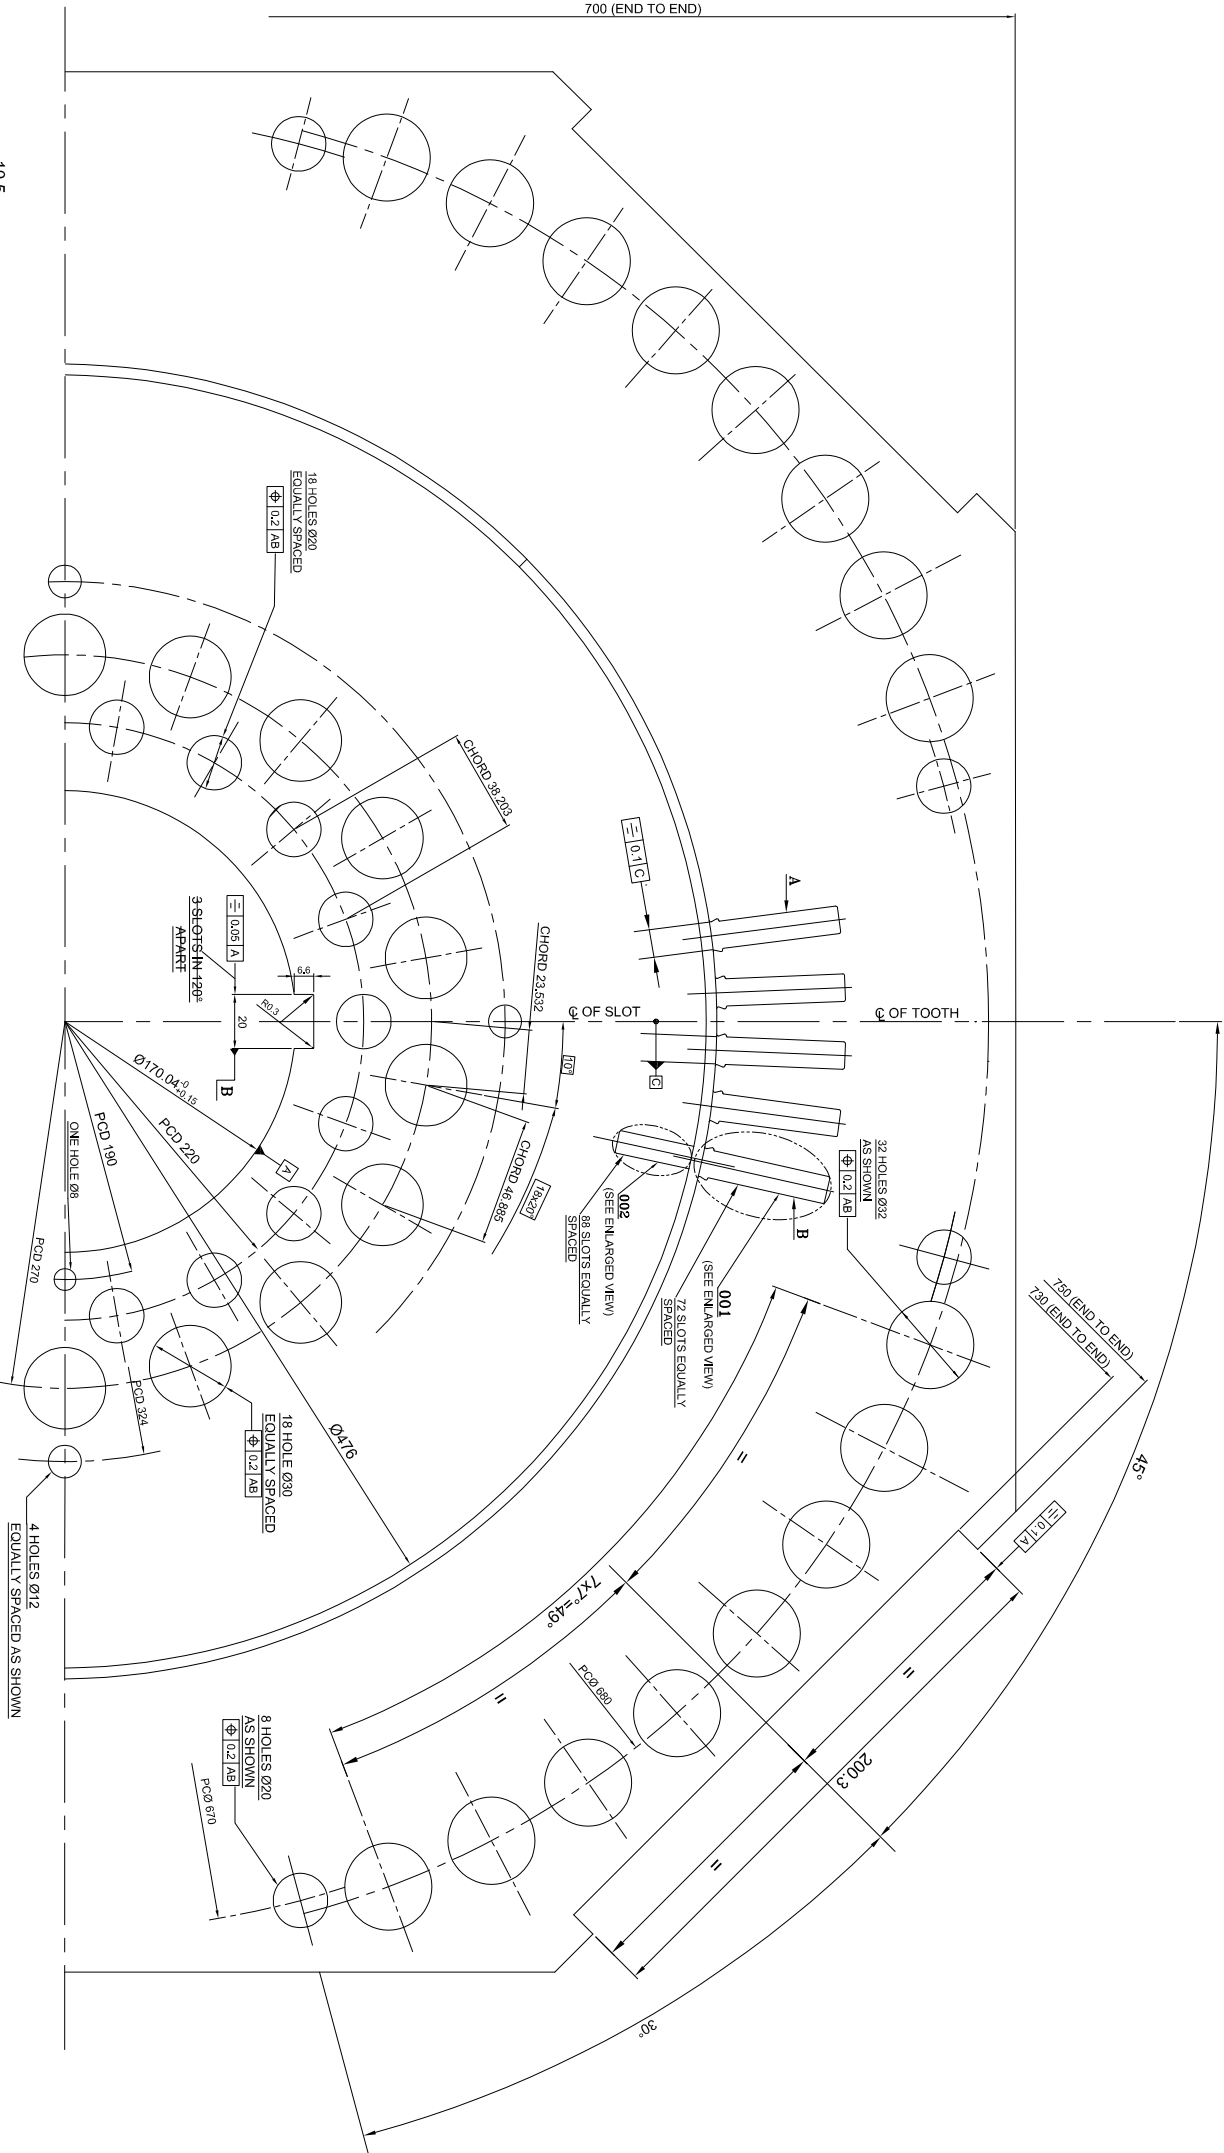 700 (END TO END)
19.5
18 HOLES Ø20
EQUALLY SPACED
⌖ 0.2 AB
CHORD 38.203
⌯ 0.1 C
A
⌯ 0.05 A
3 SLOTS IN 120°
APART
6.6
R0.3
20
B
CHORD 23.532
℄ OF SLOT
℄ OF TOOTH
C
10°
Ø170.04 -0 +0.15
A
PCD 190
PCD 220
ONE HOLE Ø8
PCD 270
CHORD 46.885
18X20°
32 HOLES Ø32
AS SHOWN
⌖ 0.2 AB
B
002
(SEE ENLARGED VIEW)
88 SLOTS EQUALLY
SPACED
001
(SEE ENLARGED VIEW)
72 SLOTS EQUALLY
SPACED
750 (END TO END)
730 (END TO END)
45°
⌯ 0.1 A
PCD 324
18 HOLE Ø30
EQUALLY SPACED
⌖ 0.2 AB
Ø476
4 HOLES Ø12
EQUALLY SPACED AS SHOWN
=
7x7°=49°
=
PCØ 680
=
200.3
=
8 HOLES Ø20
AS SHOWN
⌖ 0.2 AB
PCØ 670
30°